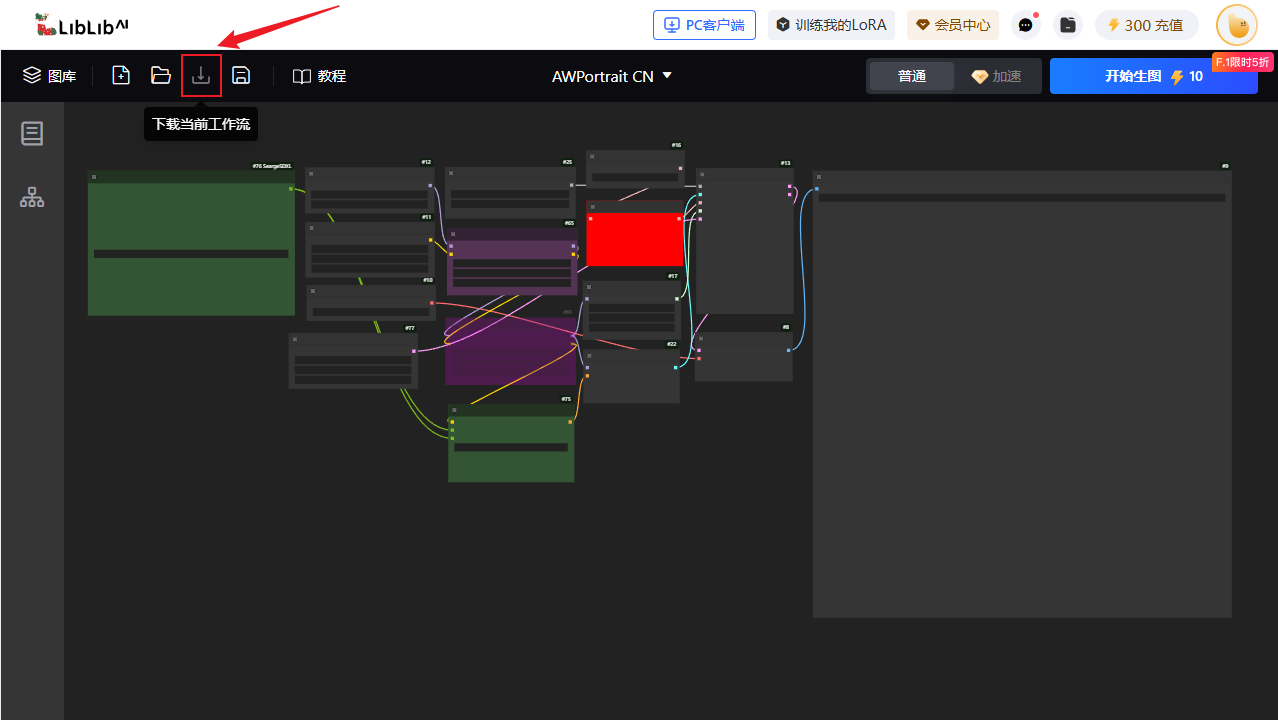 LIBLIB AI
PC客户端
训练我的LoRA
会员中心
300 充值
图库
教程
AWPortrait CN
普通
加速
开始生图 10
F.1限时5折
下载当前工作流
#76 SaargeSDXL
#12
#25
#16
#13
#9
#11
#65
#10
#17
#77
#8
#22
#75